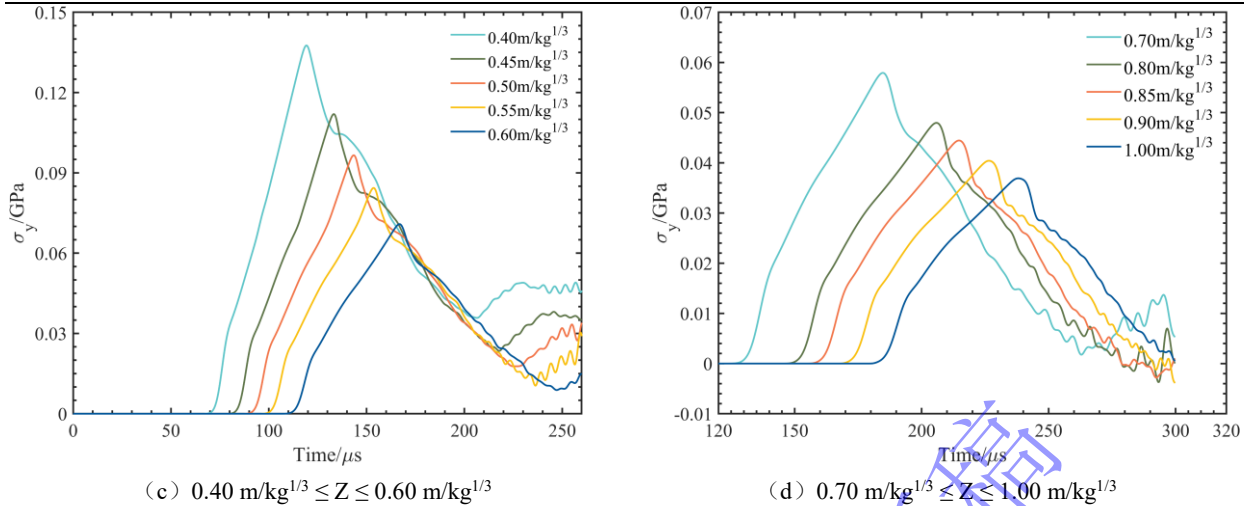 0.15
0.12
0.09
0.06
0.03
0
σy/GPa
0.40m/kg1/3
0.45m/kg1/3
0.50m/kg1/3
0.55m/kg1/3
0.60m/kg1/3
0 50 100 150 200 250
Time/μs
（c）0.40 m/kg1/3 ≤ Z ≤ 0.60 m/kg1/3
0.07
0.06
0.05
0.04
0.03
0.02
0.01
0
-0.01
σy/GPa
0.70m/kg1/3
0.80m/kg1/3
0.85m/kg1/3
0.90m/kg1/3
1.00m/kg1/3
120 150 200 250 300 320
Time/μs
（d）0.70 m/kg1/3 ≤ Z ≤ 1.00 m/kg1/3
稿